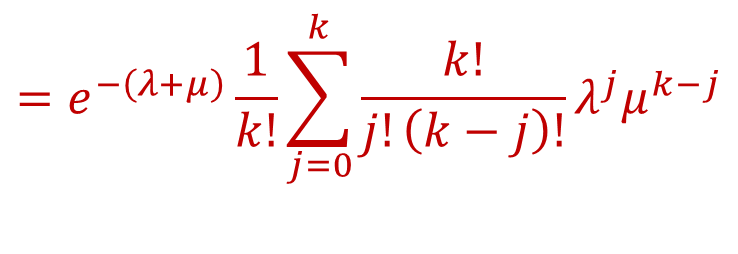 = e^{-(λ+μ)} \frac{1}{k!} \sum_{j=0}^{k} \frac{k!}{j!(k-j)!} λ^j μ^{k-j}